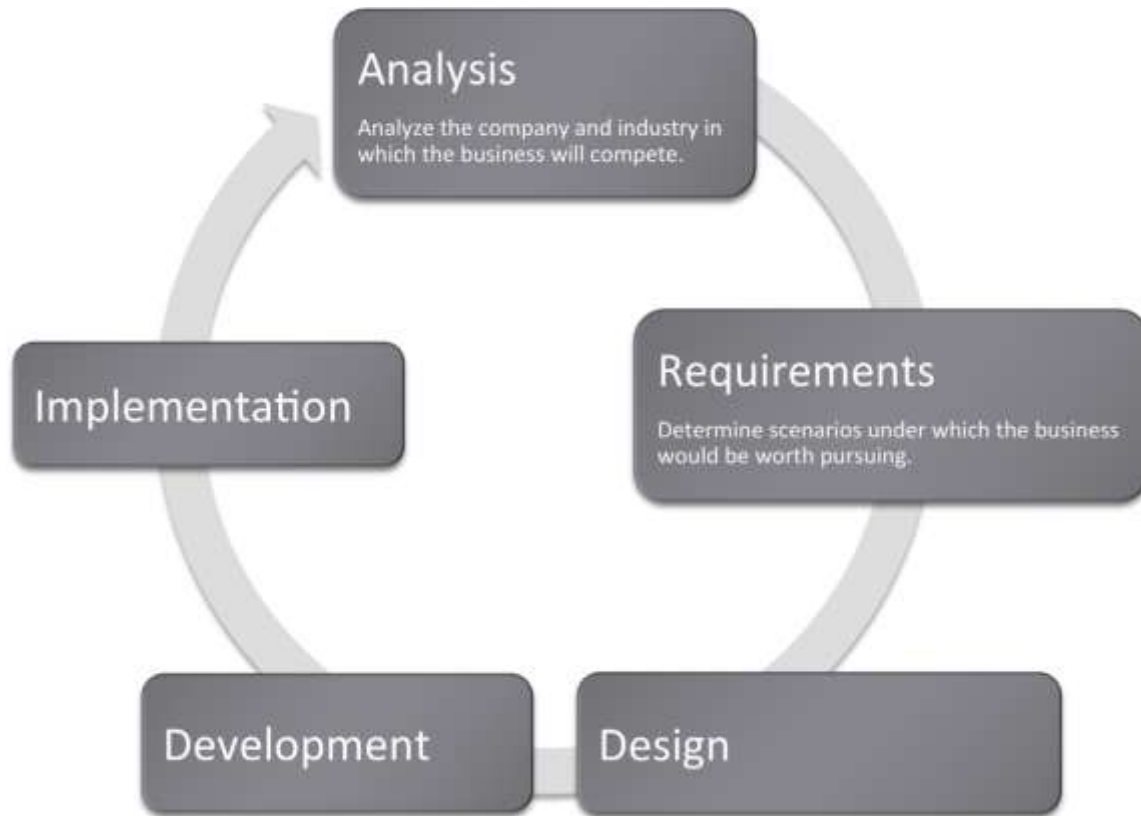 Analysis
Analyze the company and industry in
which the business will compete.
Requirements
Determine scenarios under which the business
would be worth pursuing.
Design
Development
Implementation